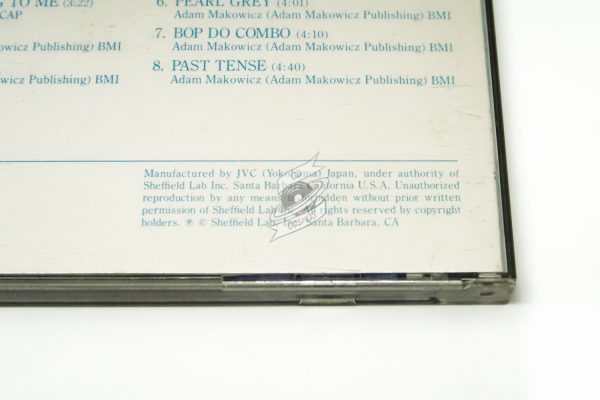 G TO ME (3:22)
CAP
owicz Publishing) BMI
owicz Publishing) BMI
6. PEARL GREY (4:01)
Adam Makowicz (Adam Makowicz Publishing) BMI
7. BOP DO COMBO (4:10)
Adam Makowicz (Adam Makowicz Publishing) BMI
8. PAST TENSE (4:40)
Adam Makowicz (Adam Makowicz Publishing) BMI
Manufactured by JVC (Yokohama) Japan, under authority of
Sheffield Lab Inc. Santa Barbara California U.S.A. Unauthorized
reproduction by any means forbidden without prior written
permission of Sheffield Lab Inc. All rights reserved by copyright
holders. ℗ © Sheffield Lab, Inc. Santa Barbara, CA